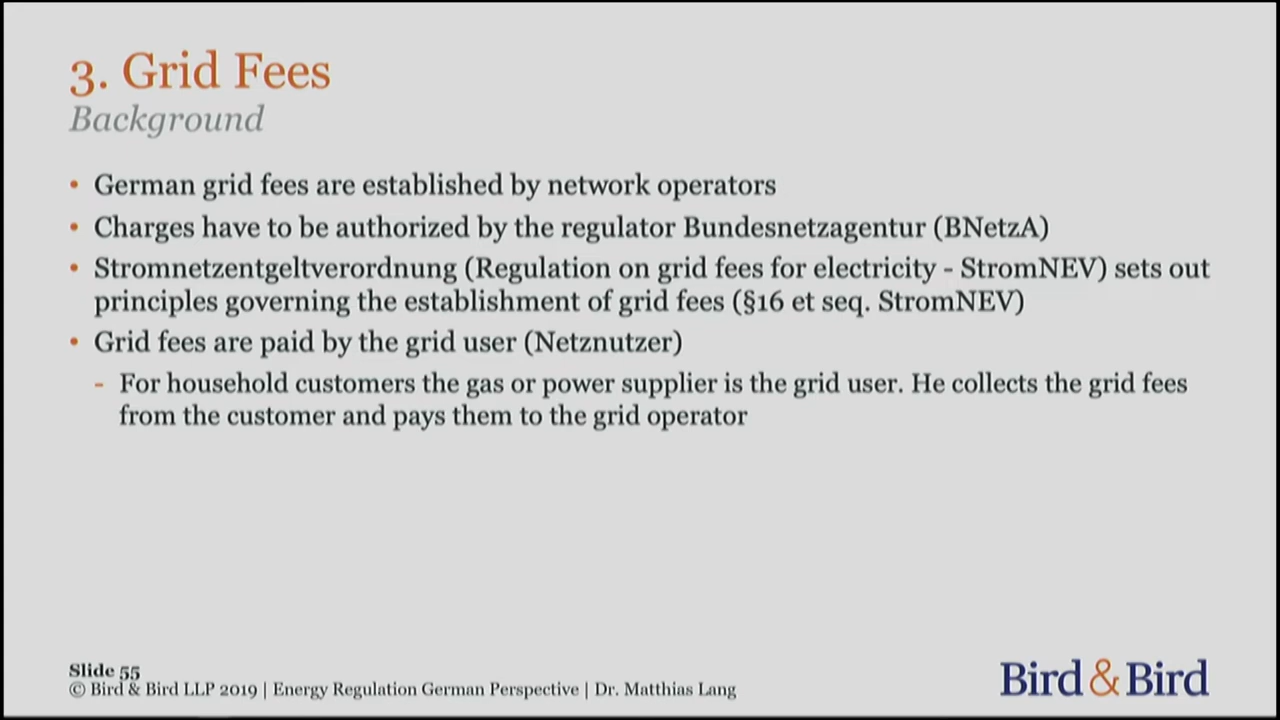 3. Grid Fees
Background
• German grid fees are established by network operators
• Charges have to be authorized by the regulator Bundesnetzagentur (BNetzA)
• Stromnetzentgeltverordnung (Regulation on grid fees for electricity - StromNEV) sets out
principles governing the establishment of grid fees (§16 et seq. StromNEV)
• Grid fees are paid by the grid user (Netznutzer)
- For household customers the gas or power supplier is the grid user. He collects the grid fees
from the customer and pays them to the grid operator
Slide 55
© Bird & Bird LLP 2019 | Energy Regulation German Perspective | Dr. Matthias Lang
Bird & Bird